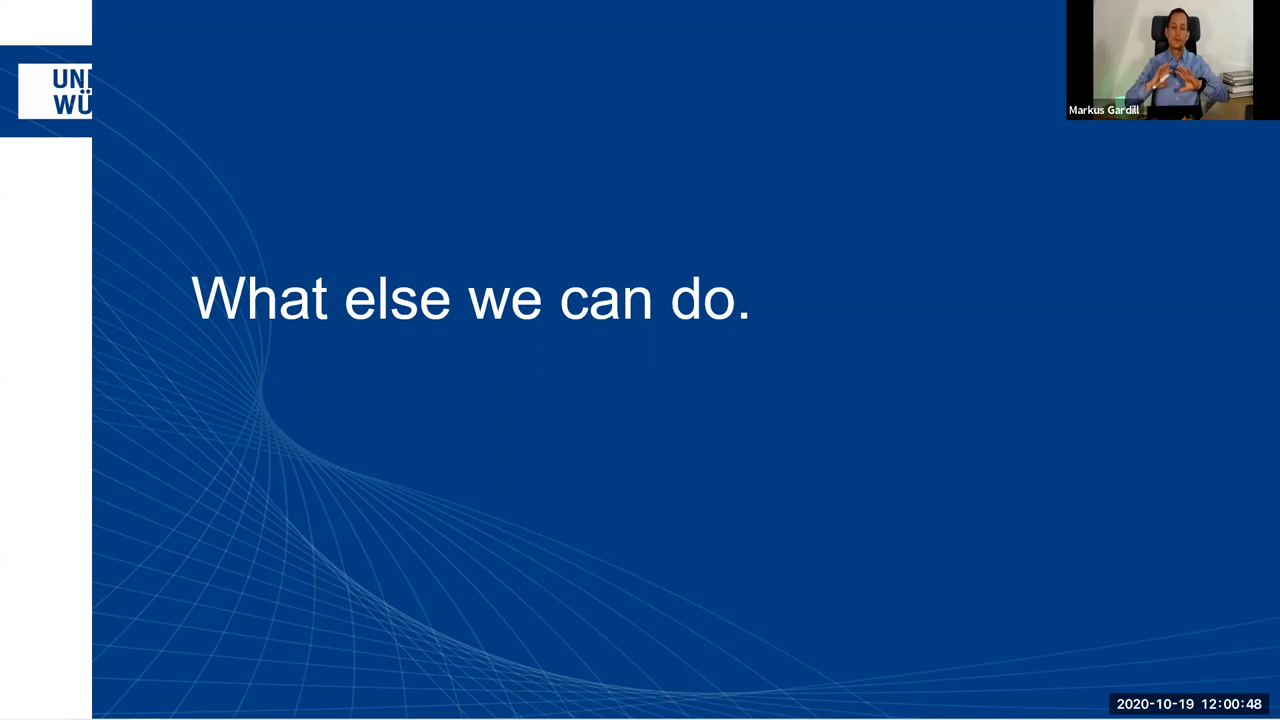 UNI
WÜ
Markus Gardill
What else we can do.
2020-10-19 12:00:48